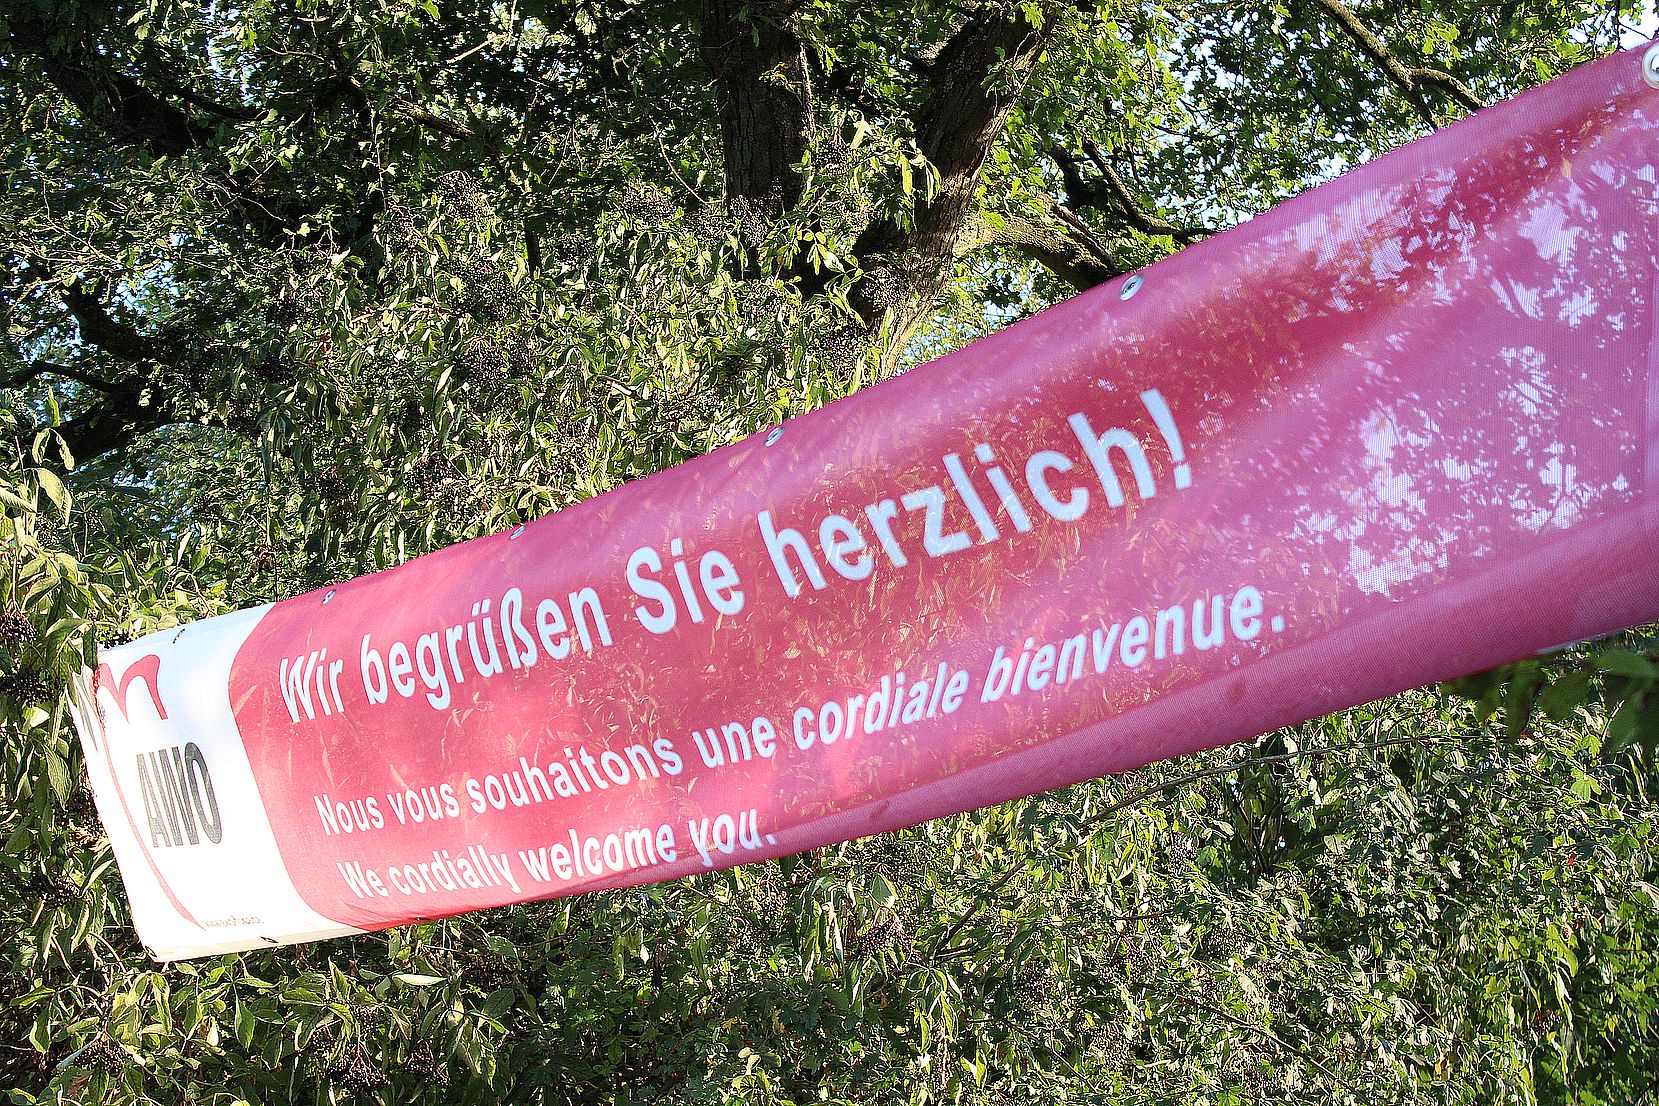 Wir begrüßen Sie herzlich!
Nous vous souhaitons une cordiale bienvenue.
We cordially welcome you.
AWO